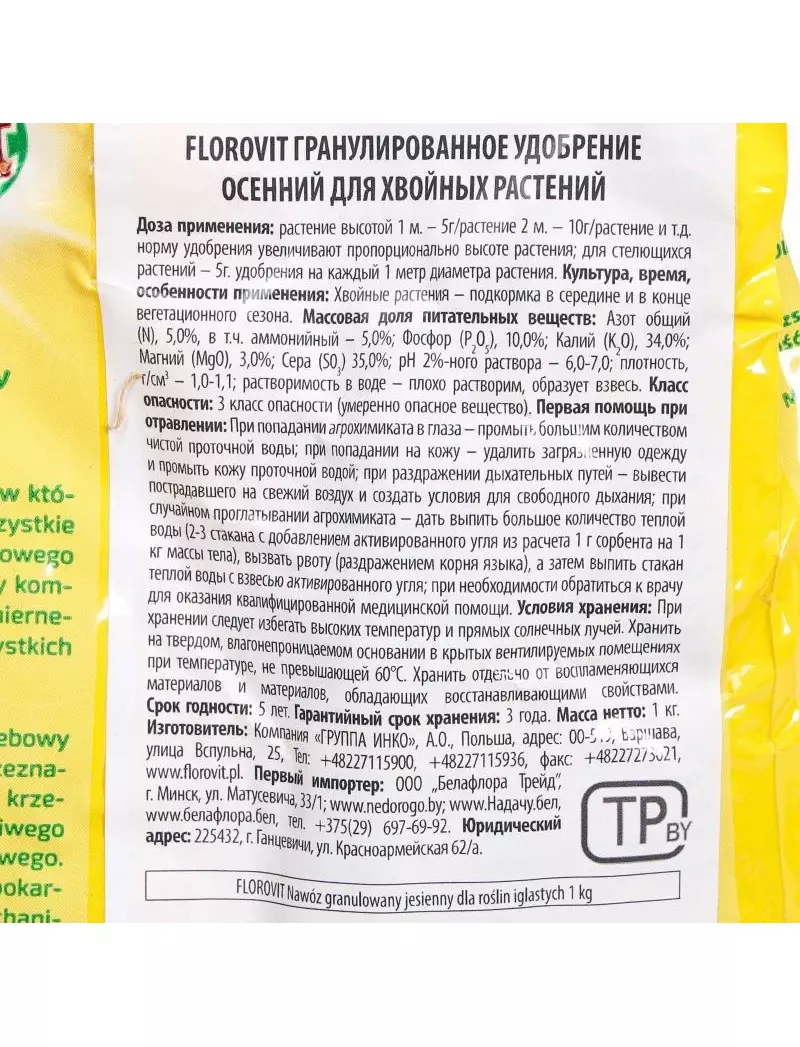 FLOROVIT ГРАНУЛИРОВАННОЕ УДОБРЕНИЕ
ОСЕННИЙ ДЛЯ ХВОЙНЫХ РАСТЕНИЙ
Доза применения: растение высотой 1 м. – 5г/растение 2 м. – 10г/растение и т.д.
норму удобрения увеличивают пропорционально высоте растения; для стелющихся
растений – 5г. удобрения на каждый 1 метр диаметра растения. Культура, время,
особенности применения: Хвойные растения – подкормка в середине и в конце
вегетационного сезона. Массовая доля питательных веществ: Азот общий
(N), 5,0%, в т.ч. аммонийный – 5,0%; Фосфор (P₂O₅), 10,0%; Калий (K₂O), 34,0%;
Магний (MgO), 3,0%; Сера (SO₃) 35,0%; pH 2%-ного раствора – 6,0-7,0; плотность,
г/см³ – 1,0-1,1; растворимость в воде – плохо растворим, образует взвесь. Класс
опасности: 3 класс опасности (умеренно опасное вещество). Первая помощь при
отравлении: При попадании агрохимиката в глаза – промыть большим количеством
чистой проточной воды; при попадании на кожу – удалить загрязненную одежду
и промыть кожу проточной водой; при раздражении дыхательных путей – вывести
пострадавшего на свежий воздух и создать условия для свободного дыхания; при
случайном проглатывании агрохимиката – дать выпить большое количество теплой
воды (2-3 стакана с добавлением активированного угля из расчета 1 г сорбента на 1
кг массы тела), вызвать рвоту (раздражением корня языка), а затем выпить стакан
теплой воды с взвесью активированного угля; при необходимости обратиться к врачу
для оказания квалифицированной медицинской помощи. Условия хранения: При
хранении следует избегать высоких температур и прямых солнечных лучей. Хранить
на твердом, влагонепроницаемом основании в крытых вентилируемых помещениях
при температуре, не превышающей 60°С. Хранить отдельно от воспламеняющихся
материалов и материалов, обладающих восстанавливающими свойствами.
Срок годности: 5 лет. Гарантийный срок хранения: 3 года. Масса нетто: 1 кг.
Изготовитель: Компания «ГРУППА ИНКО», А.О., Польша, адрес: Варшава,
улица Вспульна, 25, Тел: +48227115900, +48227115936, факс:
www.florovit.pl. Первый импортер: ООО „Белафлора Трейд",
г. Минск, ул. Матусевича, 33/1; www.nedorogo.by; www.Надачу.бел,
www.белафлора.бел, тел. +375(29) 697-69-92. Юридический
адрес: 225432, г. Ганцевичи, ул. Красноармейская 62/а.
TP BY
FLOROVIT Nawóz granulowany jesienny dla roślin iglastych 1 kg
w któ-
zystkie
owego
y kom-
nierne-
ystkich
ebowy
zezna-
krze-
iwego
wego.
pokar-
hani-